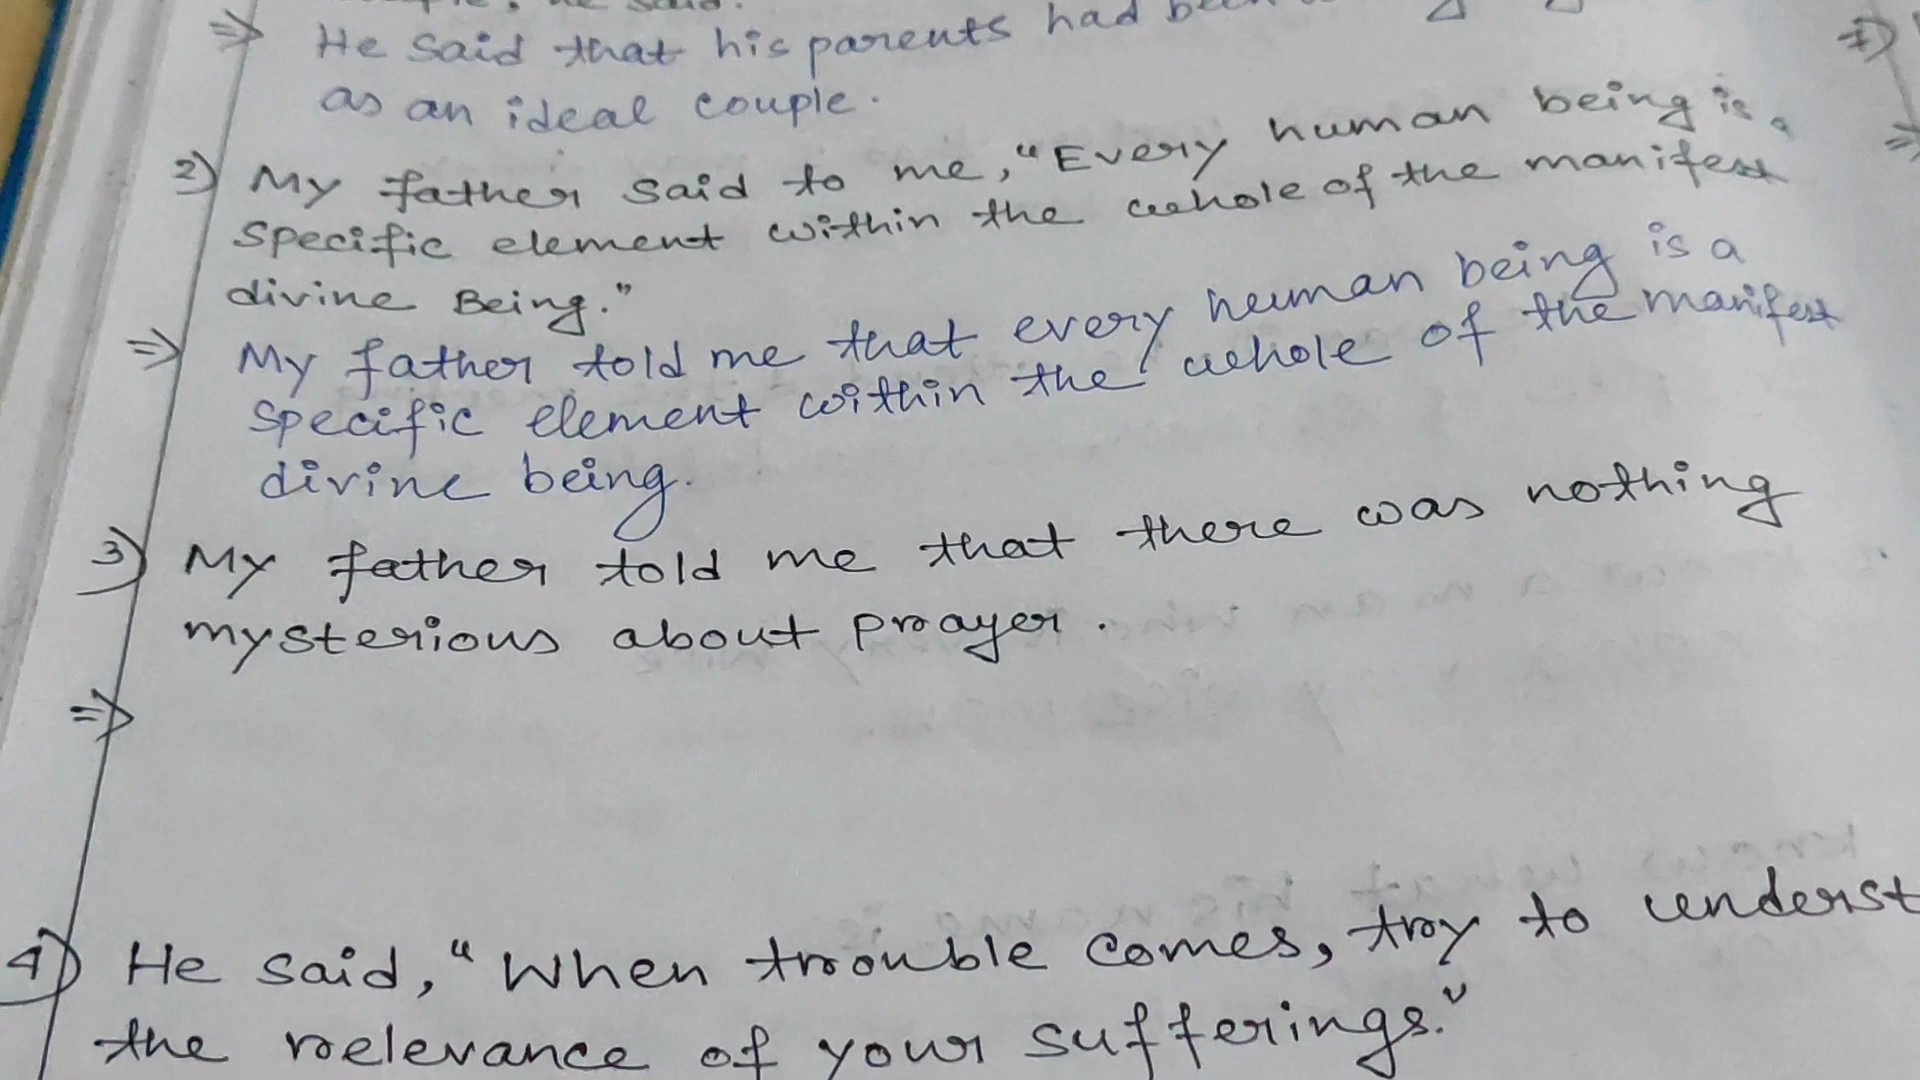 he said.
⇒ He said that his parents had
as an ideal couple.
2) My father said to me, "Every human being is a
specific element within the whole of the manifest
divine Being."
⇒ My father told me that every human being is a
specific element within the whole of the manifest
divine being.
3) My father told me that there was nothing
mysterious about prayer.
⇒
4) He said, "When trouble comes, try to underst
the relevance of your sufferings."